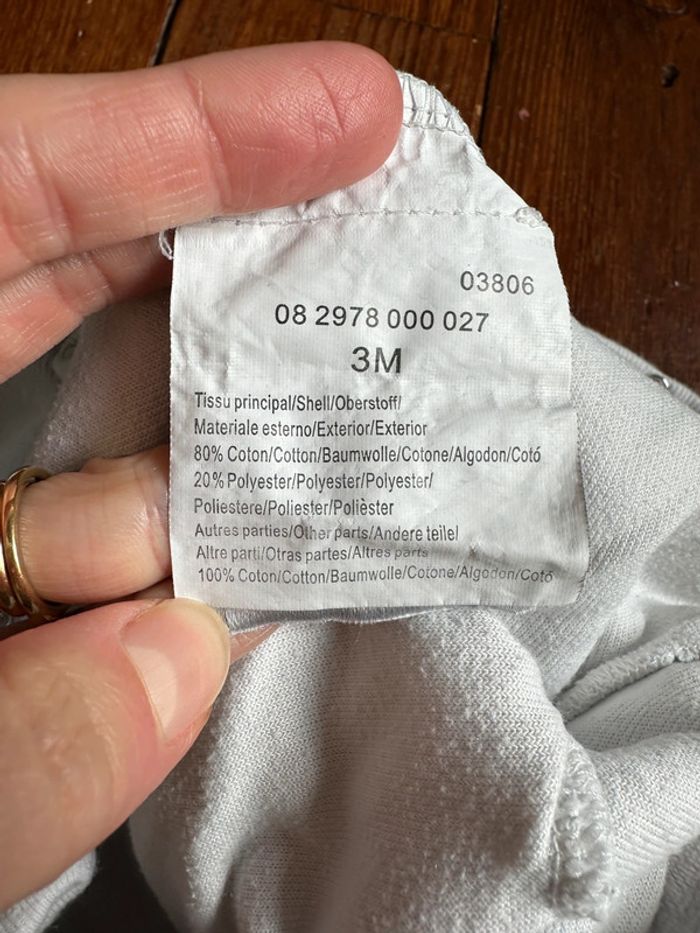 03806
08 2978 000 027
3M
Tissu principal/Shell/Oberstoff/
Materiale esterno/Exterior/Exterior
80% Coton/Cotton/Baumwolle/Cotone/Algodon/Cotó
20% Polyester/Polyester/Polyester/
Poliestere/Poliester/Polièster
Autres parties/Other parts/Andere teile/
Altre parti/Otras partes/Altres parts
100% Coton/Cotton/Baumwolle/Cotone/Algodon/Cotó